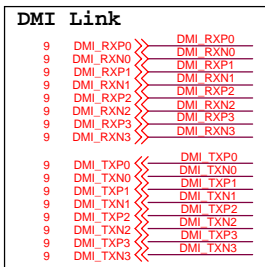 DMI Link
9 DMI_RXP0 DMI_RXP0
9 DMI_RXN0 DMI_RXN0
9 DMI_RXP1 DMI_RXP1
9 DMI_RXN1 DMI_RXN1
9 DMI_RXP2 DMI_RXP2
9 DMI_RXN2 DMI_RXN2
9 DMI_RXP3 DMI_RXP3
9 DMI_RXN3 DMI_RXN3
9 DMI_TXP0 DMI_TXP0
9 DMI_TXN0 DMI_TXN0
9 DMI_TXP1 DMI_TXP1
9 DMI_TXN1 DMI_TXN1
9 DMI_TXP2 DMI_TXP2
9 DMI_TXN2 DMI_TXN2
9 DMI_TXP3 DMI_TXP3
9 DMI_TXN3 DMI_TXN3